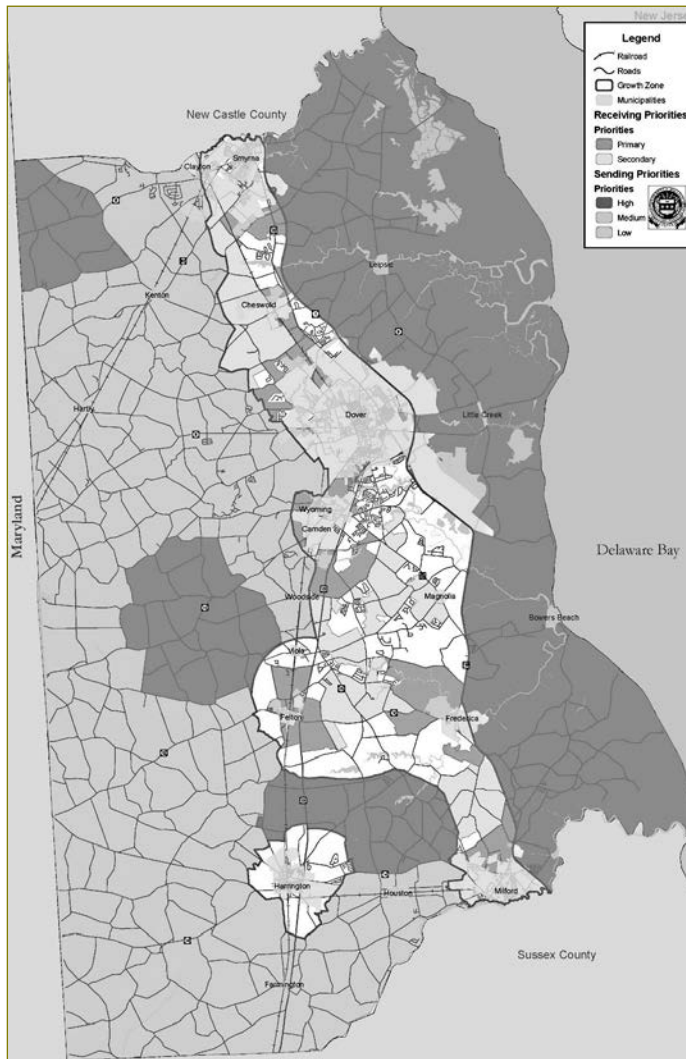 New Jerse
Legend
Railroad
Roads
Growth Zone
Municipalities
Receiving Priorities
Priorities
Primary
Secondary
Sending Priorities
Priorities
High
Medium
Low
New Castle County
Clayton
Smyrna
Leipsic
Kenton
Cheswold
Hartly
Dover
Little Creek
Wyoming
Camden
Maryland
Delaware Bay
Woodside
Magnolia
Bowers Beach
Viola
Felton
Frederica
Harrington
Houston
Milford
Sussex County
Farmington